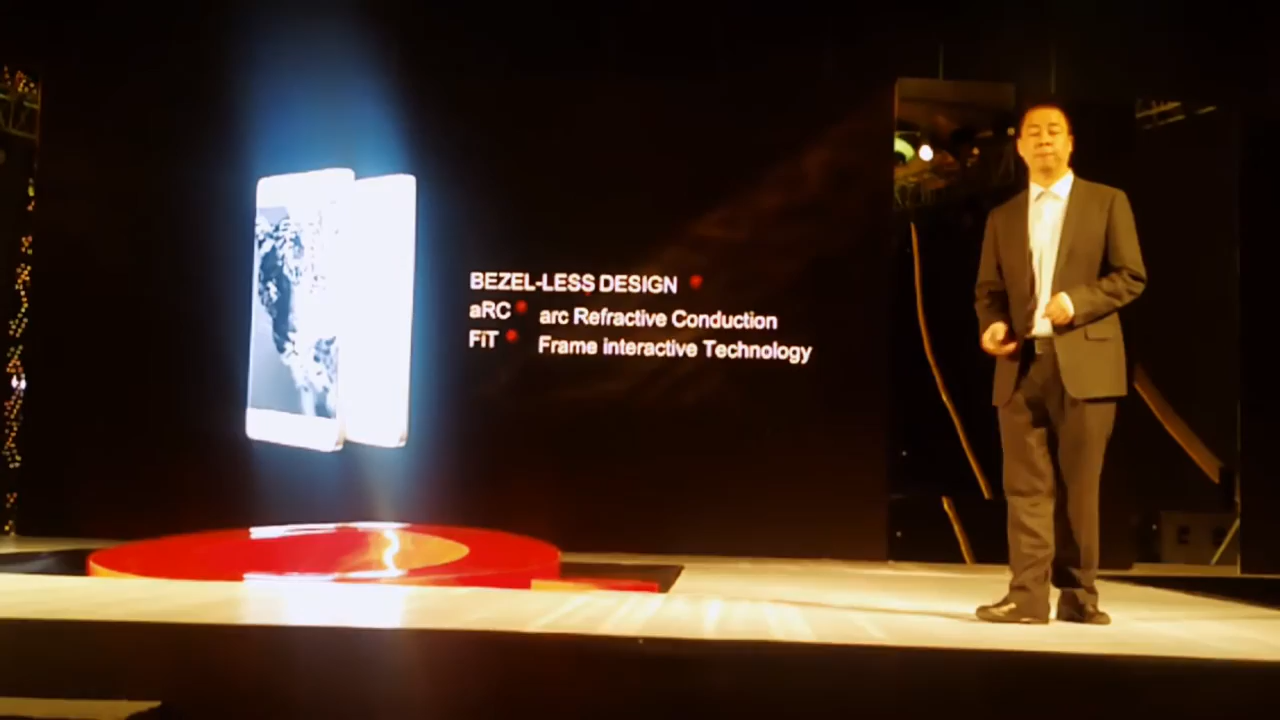 BEZEL-LESS DESIGN
aRC arc Refractive Conduction
FiT Frame interactive Technology